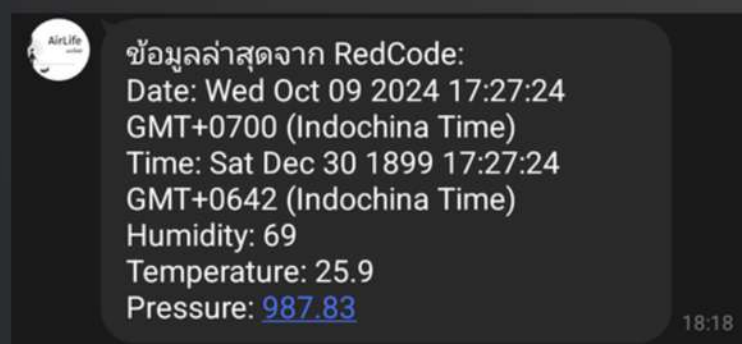 AirLife
ข้อมูลล่าสุดจาก RedCode:
Date: Wed Oct 09 2024 17:27:24
GMT+0700 (Indochina Time)
Time: Sat Dec 30 1899 17:27:24
GMT+0642 (Indochina Time)
Humidity: 69
Temperature: 25.9
Pressure: 987.83
18:18